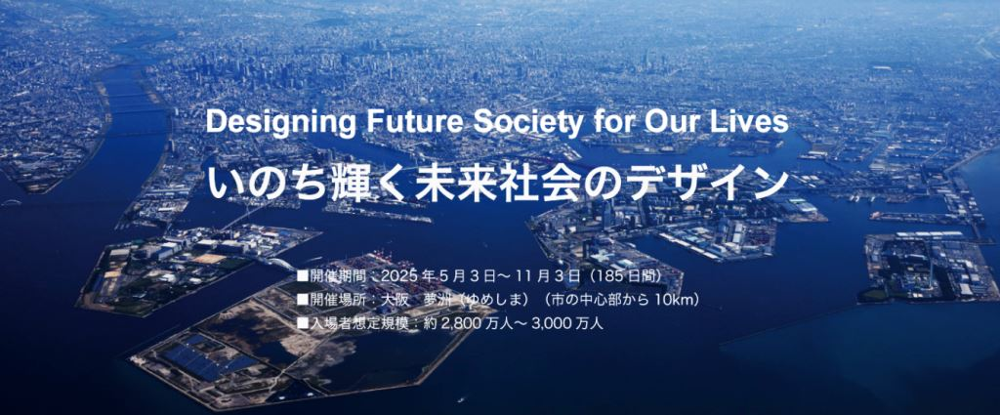 Designing Future Society for Our Lives
いのち輝く未来社会のデザイン
■開催期間：2025年5月3日〜11月3日（185日間）
■開催場所：大阪　夢洲（ゆめしま）（市の中心部から10km）
■入場者想定規模：約2,800万人〜3,000万人